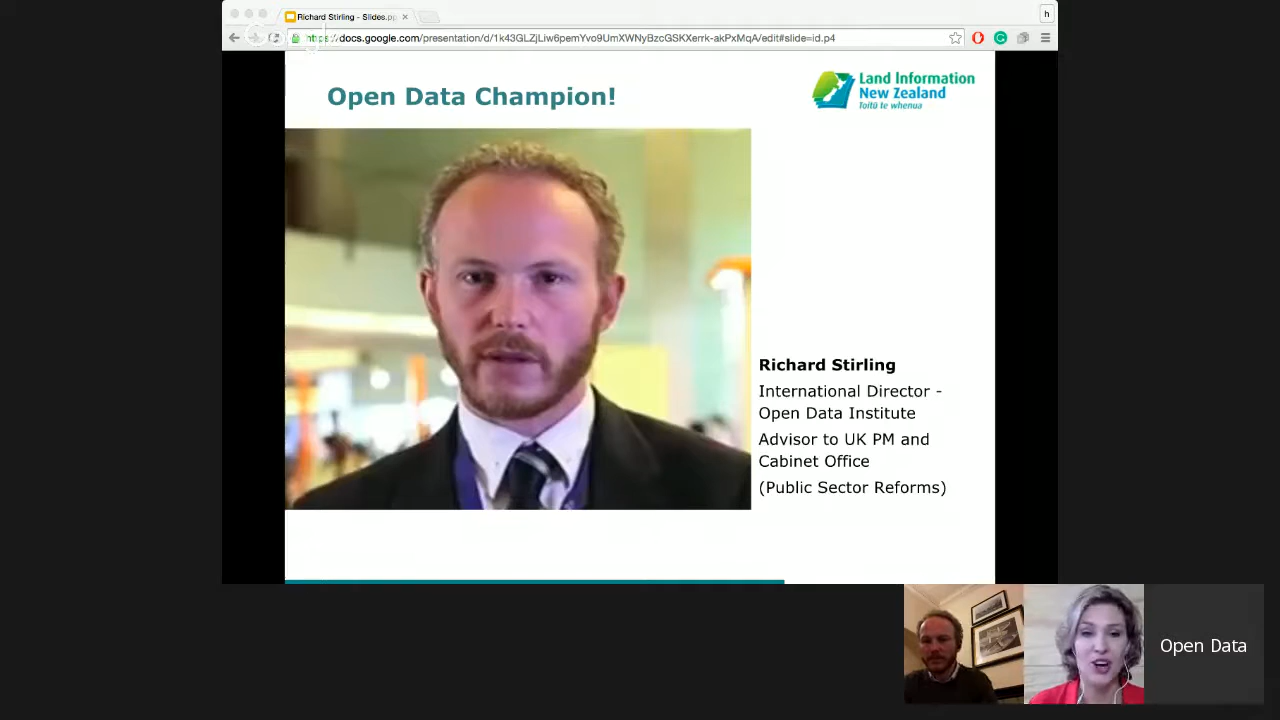 Richard Stirling - Slides.pp
h
https://docs.google.com/presentation/d/1k43GLZjLiw6pemYvo9UmXWNyBzcGSKXerrk-akPxMqA/edit#slide=id.p4
Open Data Champion!
Land Information
New Zealand
Toitū te whenua
Richard Stirling
International Director -
Open Data Institute
Advisor to UK PM and
Cabinet Office
(Public Sector Reforms)
Open Data